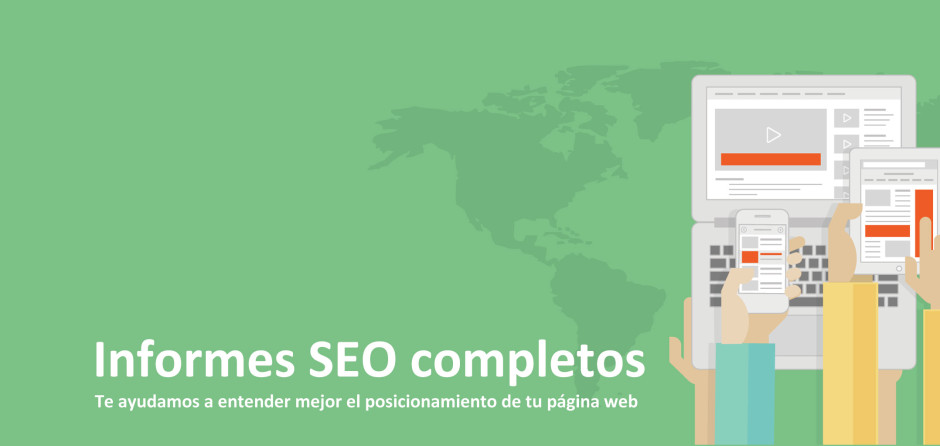 Informes SEO completos
Te ayudamos a entender mejor el posicionamiento de tu página web